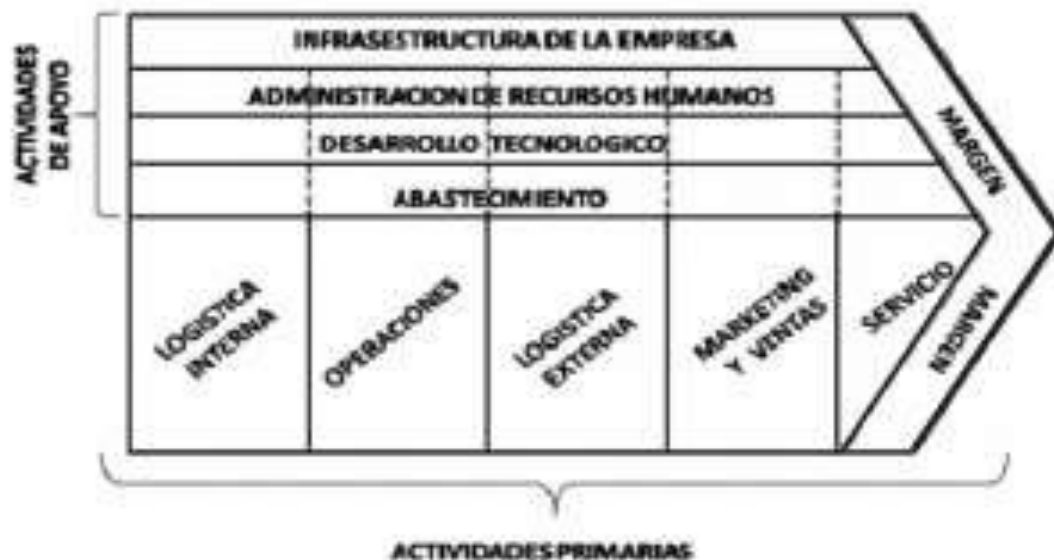 ACTIVIDADES
DE APOYO
INFRASESTRUCTURA DE LA EMPRESA
ADMINISTRACION DE RECURSOS HUMANOS
DESARROLLO TECNOLOGICO
ABASTECIMIENTO
MARGEN
LOGISTICA
INTERNA
OPERACIONES
LOGISTICA
EXTERNA
MARKETING
Y VENTAS
SERVICIO
MARGEN
ACTIVIDADES PRIMARIAS